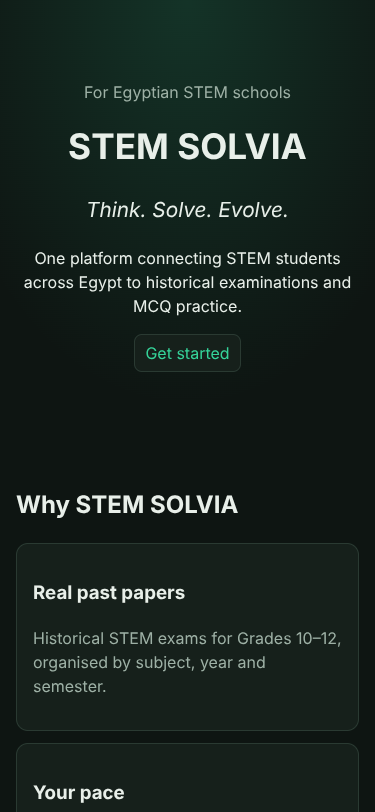 For Egyptian STEM schools
STEM SOLVIA
Think. Solve. Evolve.
One platform connecting STEM students
across Egypt to historical examinations and
MCQ practice.
Get started
Why STEM SOLVIA
Real past papers
Historical STEM exams for Grades 10–12,
organised by subject, year and
semester.
Your pace